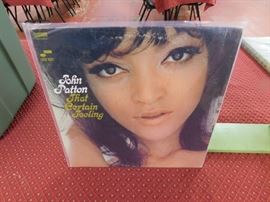 John
Patton
That
Certain
Feeling